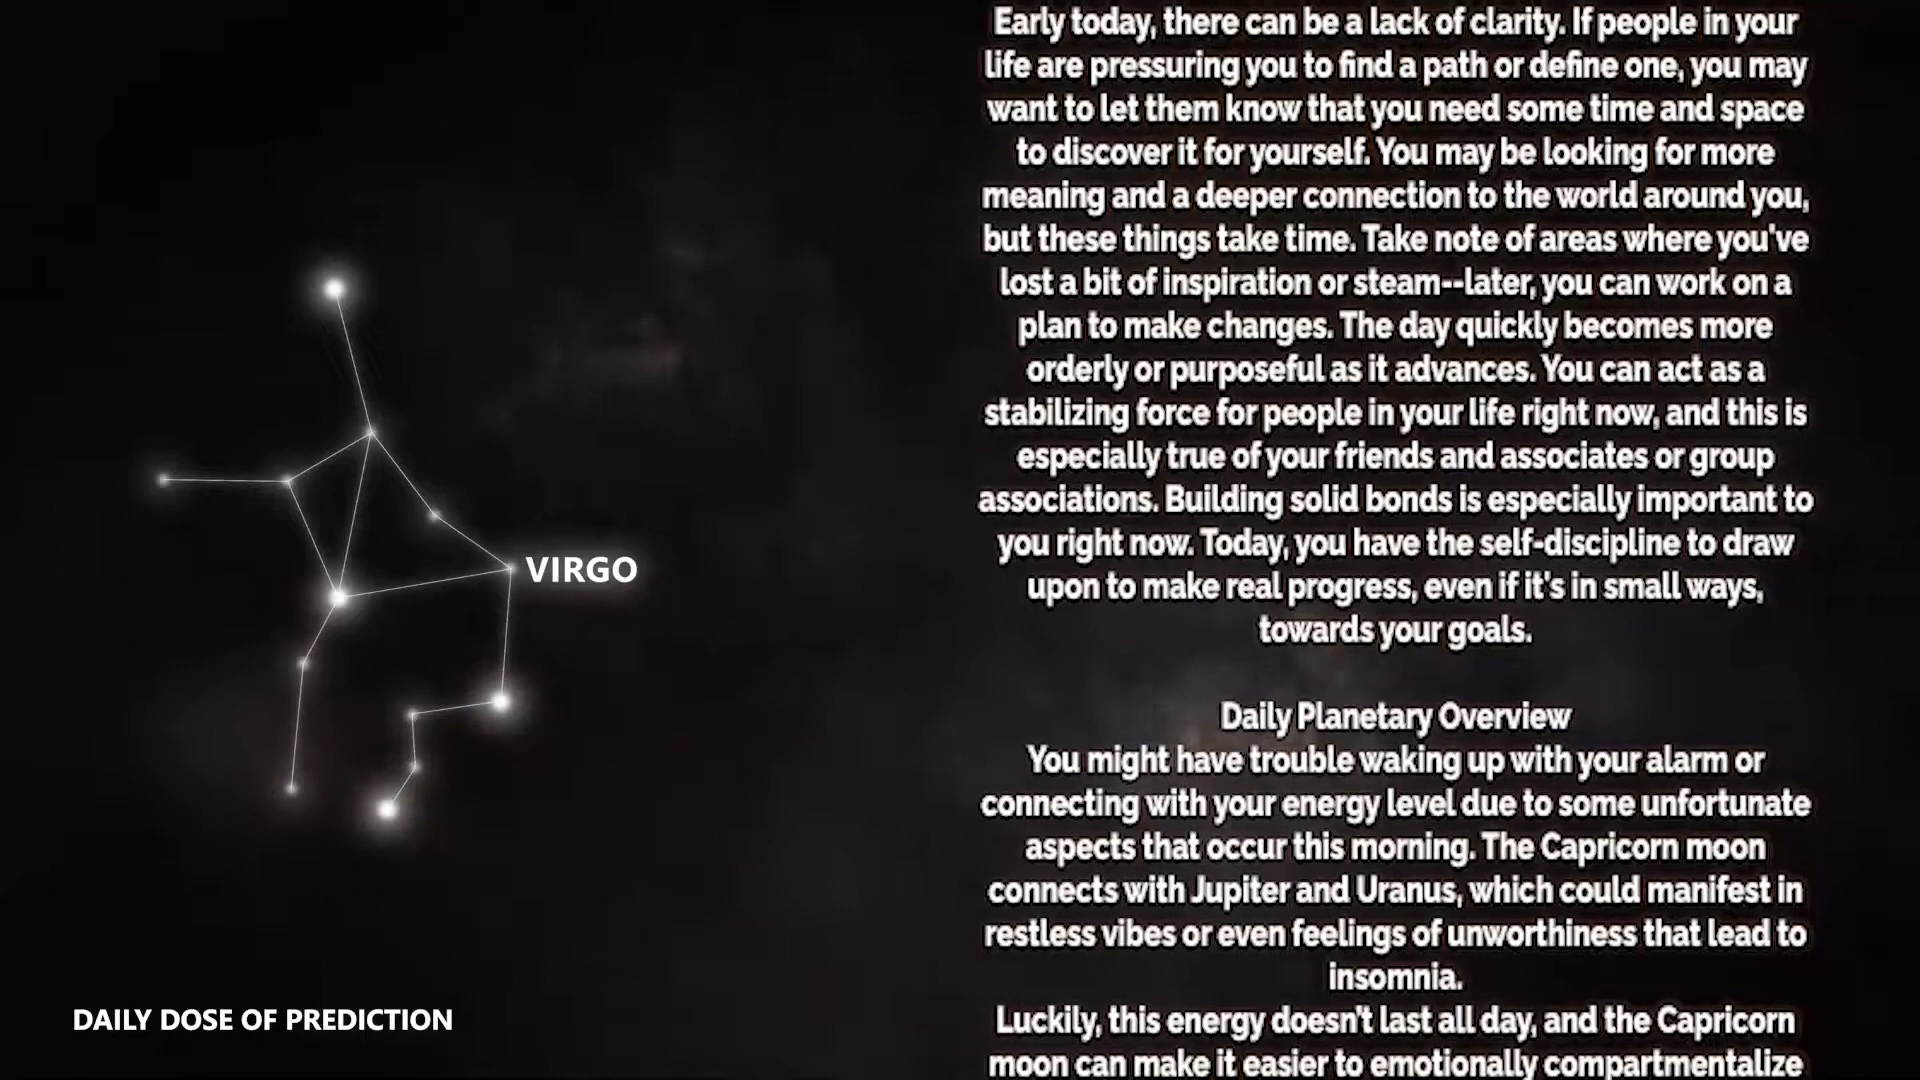 VIRGO
DAILY DOSE OF PREDICTION
Early today, there can be a lack of clarity. If people in your
life are pressuring you to find a path or define one, you may
want to let them know that you need some time and space
to discover it for yourself. You may be looking for more
meaning and a deeper connection to the world around you,
but these things take time. Take note of areas where you've
lost a bit of inspiration or steam--later, you can work on a
plan to make changes. The day quickly becomes more
orderly or purposeful as it advances. You can act as a
stabilizing force for people in your life right now, and this is
especially true of your friends and associates or group
associations. Building solid bonds is especially important to
you right now. Today, you have the self-discipline to draw
upon to make real progress, even if it's in small ways,
towards your goals.
Daily Planetary Overview
You might have trouble waking up with your alarm or
connecting with your energy level due to some unfortunate
aspects that occur this morning. The Capricorn moon
connects with Jupiter and Uranus, which could manifest in
restless vibes or even feelings of unworthiness that lead to
insomnia.
Luckily, this energy doesn't last all day, and the Capricorn
moon can make it easier to emotionally compartmentalize